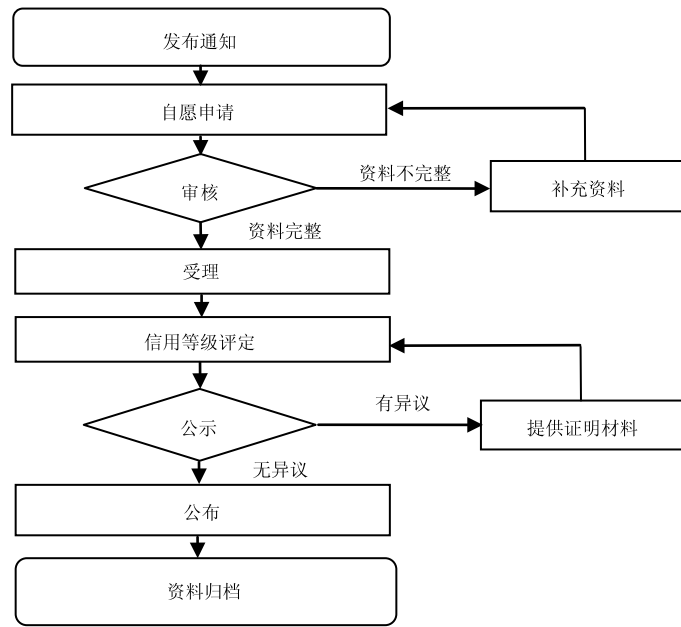 发布通知
自愿申请
资料不完整
审核
补充资料
资料完整
受理
信用等级评定
有异议
公示
提供证明材料
无异议
公布
资料归档